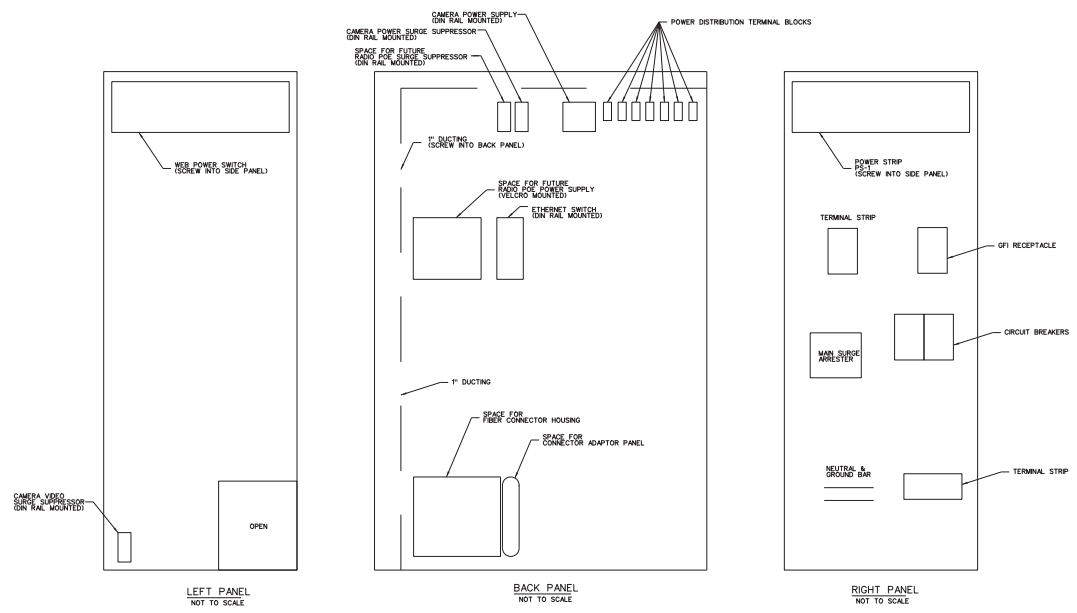 CAMERA POWER SUPPLY
(DIN RAIL MOUNTED)
CAMERA POWER SURGE SUPPRESSOR
(DIN RAIL MOUNTED)
SPACE FOR FUTURE
RADIO POE SURGE SUPPRESSOR
(DIN RAIL MOUNTED)
POWER DISTRIBUTION TERMINAL BLOCKS
WEB POWER SWITCH
(SCREW INTO SIDE PANEL)
CAMERA VIDEO
SURGE SUPPRESSOR
(DIN RAIL MOUNTED)
OPEN
LEFT PANEL
NOT TO SCALE
1" DUCTING
(SCREW INTO BACK PANEL)
SPACE FOR FUTURE
RADIO POE POWER SUPPLY
(VELCRO MOUNTED)
ETHERNET SWITCH
(DIN RAIL MOUNTED)
1" DUCTING
SPACE FOR
FIBER CONNECTOR HOUSING
SPACE FOR
CONNECTOR ADAPTOR PANEL
BACK PANEL
NOT TO SCALE
POWER STRIP
PS-1
(SCREW INTO SIDE PANEL)
TERMINAL STRIP
GFI RECEPTACLE
CIRCUIT BREAKERS
MAIN SURGE
ARRESTER
NEUTRAL &
GROUND BAR
TERMINAL STRIP
RIGHT PANEL
NOT TO SCALE